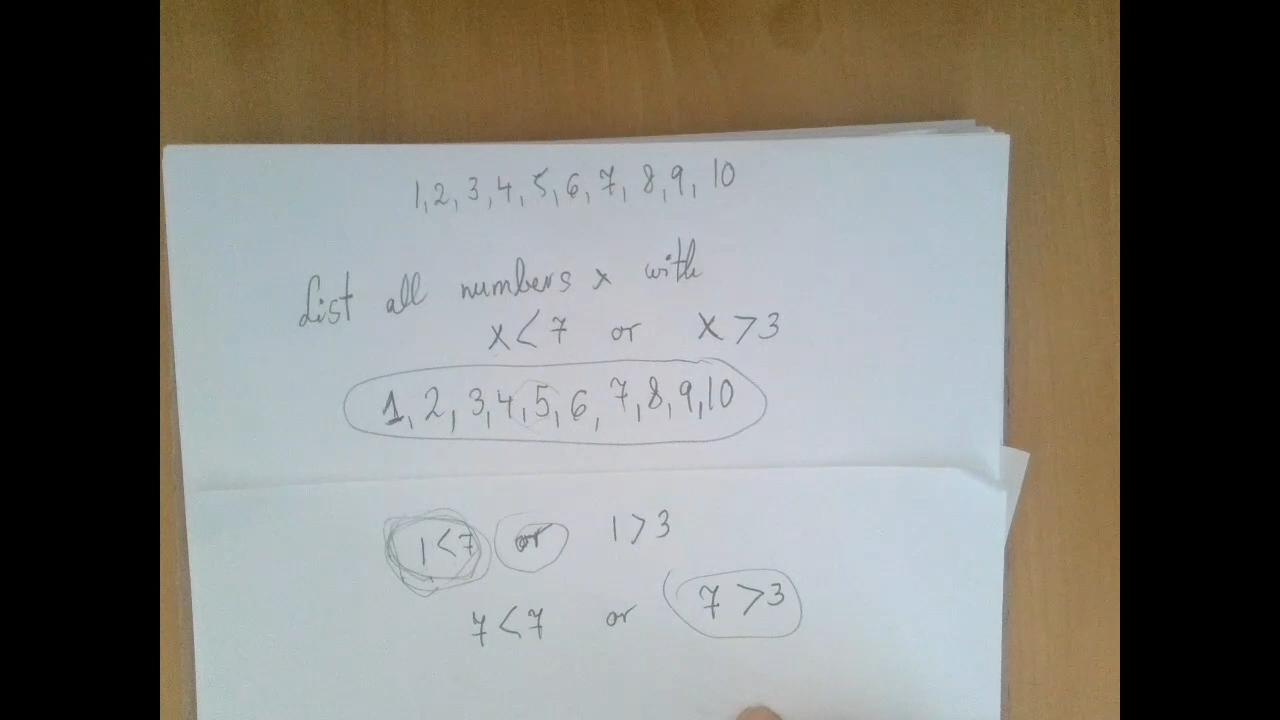 1, 2, 3, 4, 5, 6, 7, 8, 9, 10
List all numbers x with
x < 7 or x > 3
1, 2, 3, 4, 5, 6, 7, 8, 9, 10
1 < 7 or 1 > 3
7 < 7 or 7 > 3